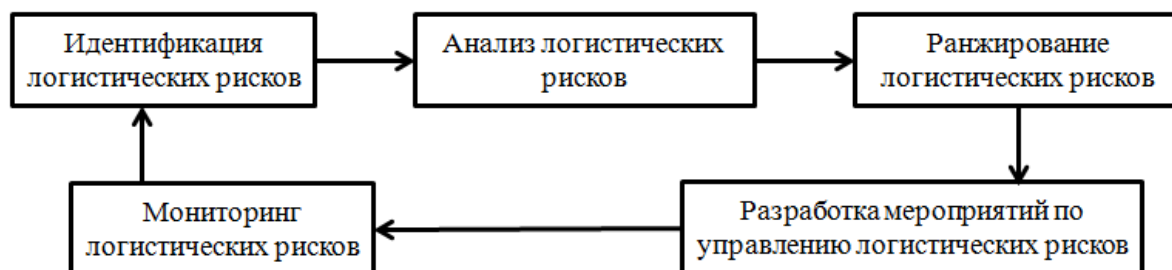 Идентификация
логистических рисков
Анализ логистических
рисков
Ранжирование
логистических рисков
Мониторинг
логистических рисков
Разработка мероприятий по
управлению логистических рисков